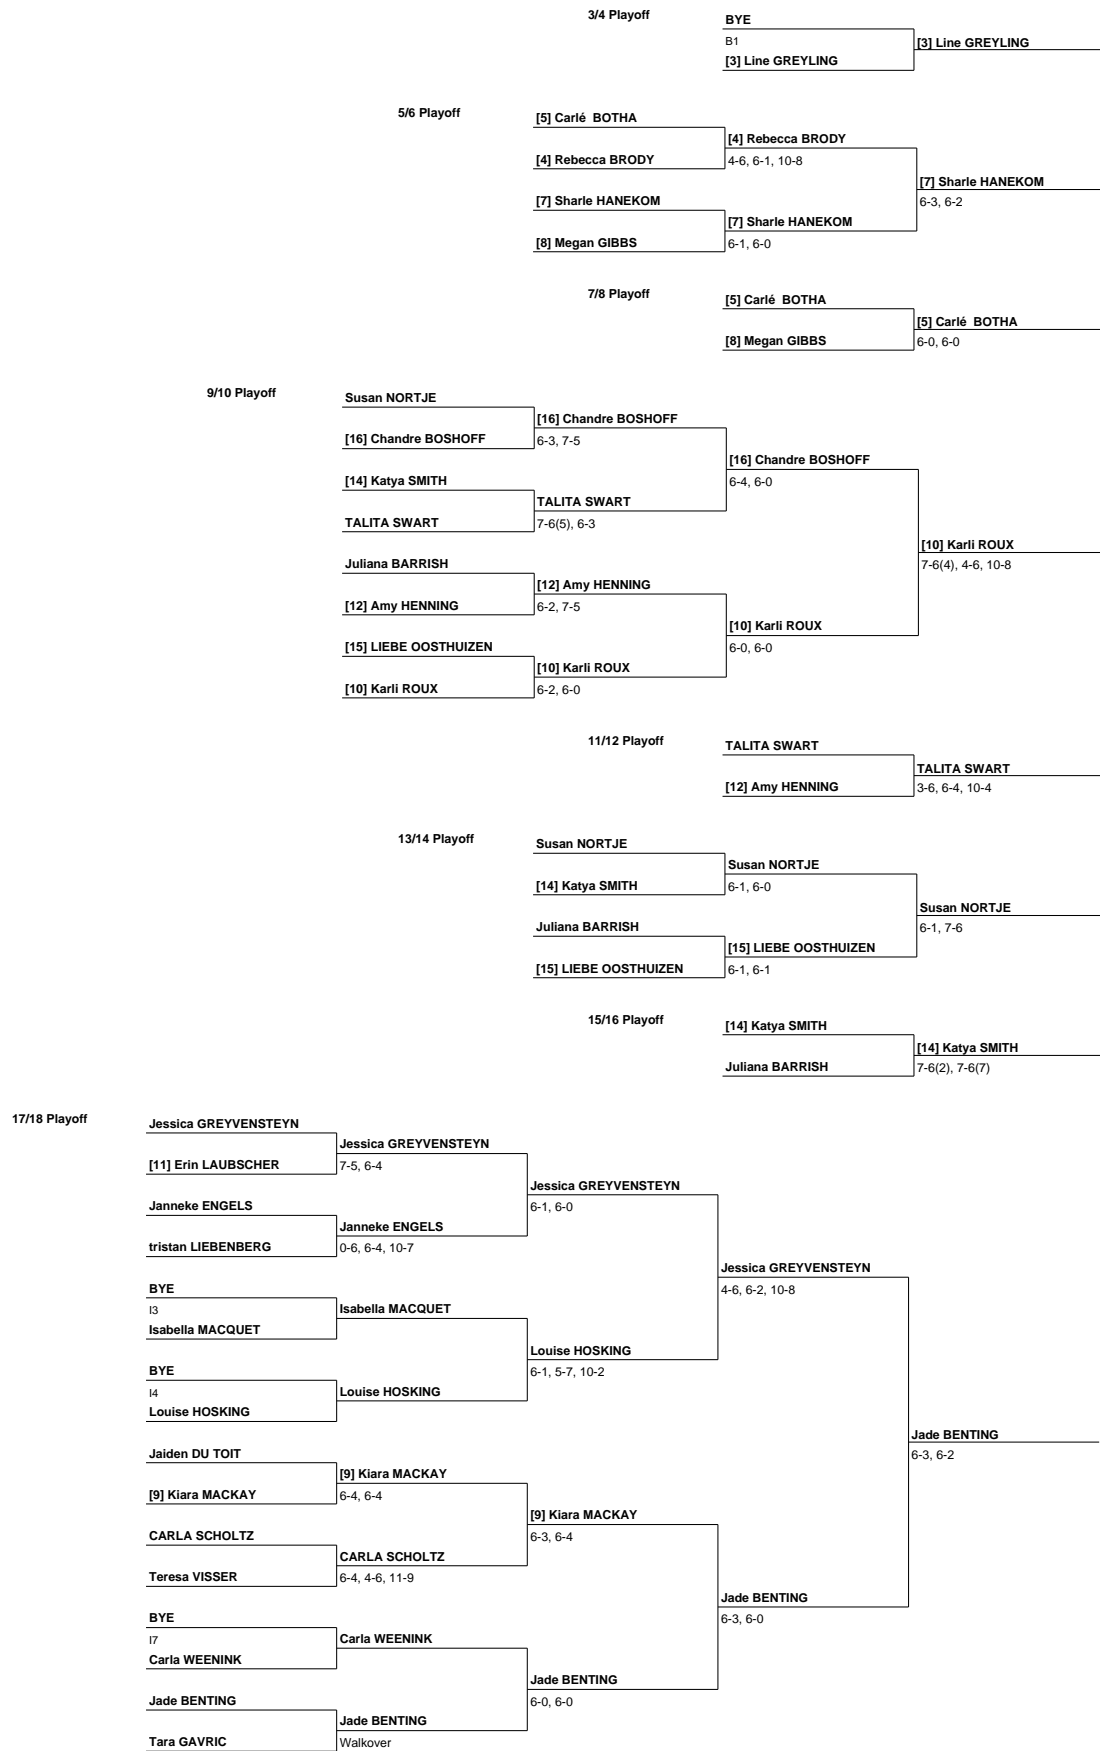 3/4 Playoff
BYE
B1
[3] Line GREYLING
[3] Line GREYLING
5/6 Playoff
[5] Carlé  BOTHA
[4] Rebecca BRODY
4-6, 6-1, 10-8
[4] Rebecca BRODY
[7] Sharle HANEKOM
6-3, 6-2
[7] Sharle HANEKOM
[7] Sharle HANEKOM
6-1, 6-0
[8] Megan GIBBS
7/8 Playoff
[5] Carlé  BOTHA
[5] Carlé  BOTHA
6-0, 6-0
[8] Megan GIBBS
9/10 Playoff
Susan NORTJE
[16] Chandre BOSHOFF
6-3, 7-5
[16] Chandre BOSHOFF
[16] Chandre BOSHOFF
6-4, 6-0
[14] Katya SMITH
TALITA SWART
7-6(5), 6-3
TALITA SWART
[10] Karli ROUX
7-6(4), 4-6, 10-8
Juliana BARRISH
[12] Amy HENNING
6-2, 7-5
[12] Amy HENNING
[10] Karli ROUX
6-0, 6-0
[15] LIEBE OOSTHUIZEN
[10] Karli ROUX
6-2, 6-0
[10] Karli ROUX
11/12 Playoff
TALITA SWART
TALITA SWART
3-6, 6-4, 10-4
[12] Amy HENNING
13/14 Playoff
Susan NORTJE
Susan NORTJE
6-1, 6-0
[14] Katya SMITH
Susan NORTJE
6-1, 7-6
Juliana BARRISH
[15] LIEBE OOSTHUIZEN
6-1, 6-1
[15] LIEBE OOSTHUIZEN
15/16 Playoff
[14] Katya SMITH
[14] Katya SMITH
7-6(2), 7-6(7)
Juliana BARRISH
17/18 Playoff
Jessica GREYVENSTEYN
Jessica GREYVENSTEYN
7-5, 6-4
[11] Erin LAUBSCHER
Jessica GREYVENSTEYN
6-1, 6-0
Janneke ENGELS
Janneke ENGELS
0-6, 6-4, 10-7
tristan LIEBENBERG
Jessica GREYVENSTEYN
4-6, 6-2, 10-8
BYE
I3
Isabella MACQUET
Isabella MACQUET
Louise HOSKING
6-1, 5-7, 10-2
BYE
I4
Louise HOSKING
Louise HOSKING
Jade BENTING
6-3, 6-2
Jaiden DU TOIT
[9] Kiara MACKAY
6-4, 6-4
[9] Kiara MACKAY
[9] Kiara MACKAY
6-3, 6-4
CARLA SCHOLTZ
CARLA SCHOLTZ
6-4, 4-6, 11-9
Teresa VISSER
Jade BENTING
6-3, 6-0
BYE
I7
Carla WEENINK
Carla WEENINK
Jade BENTING
6-0, 6-0
Jade BENTING
Jade BENTING
Walkover
Tara GAVRIC